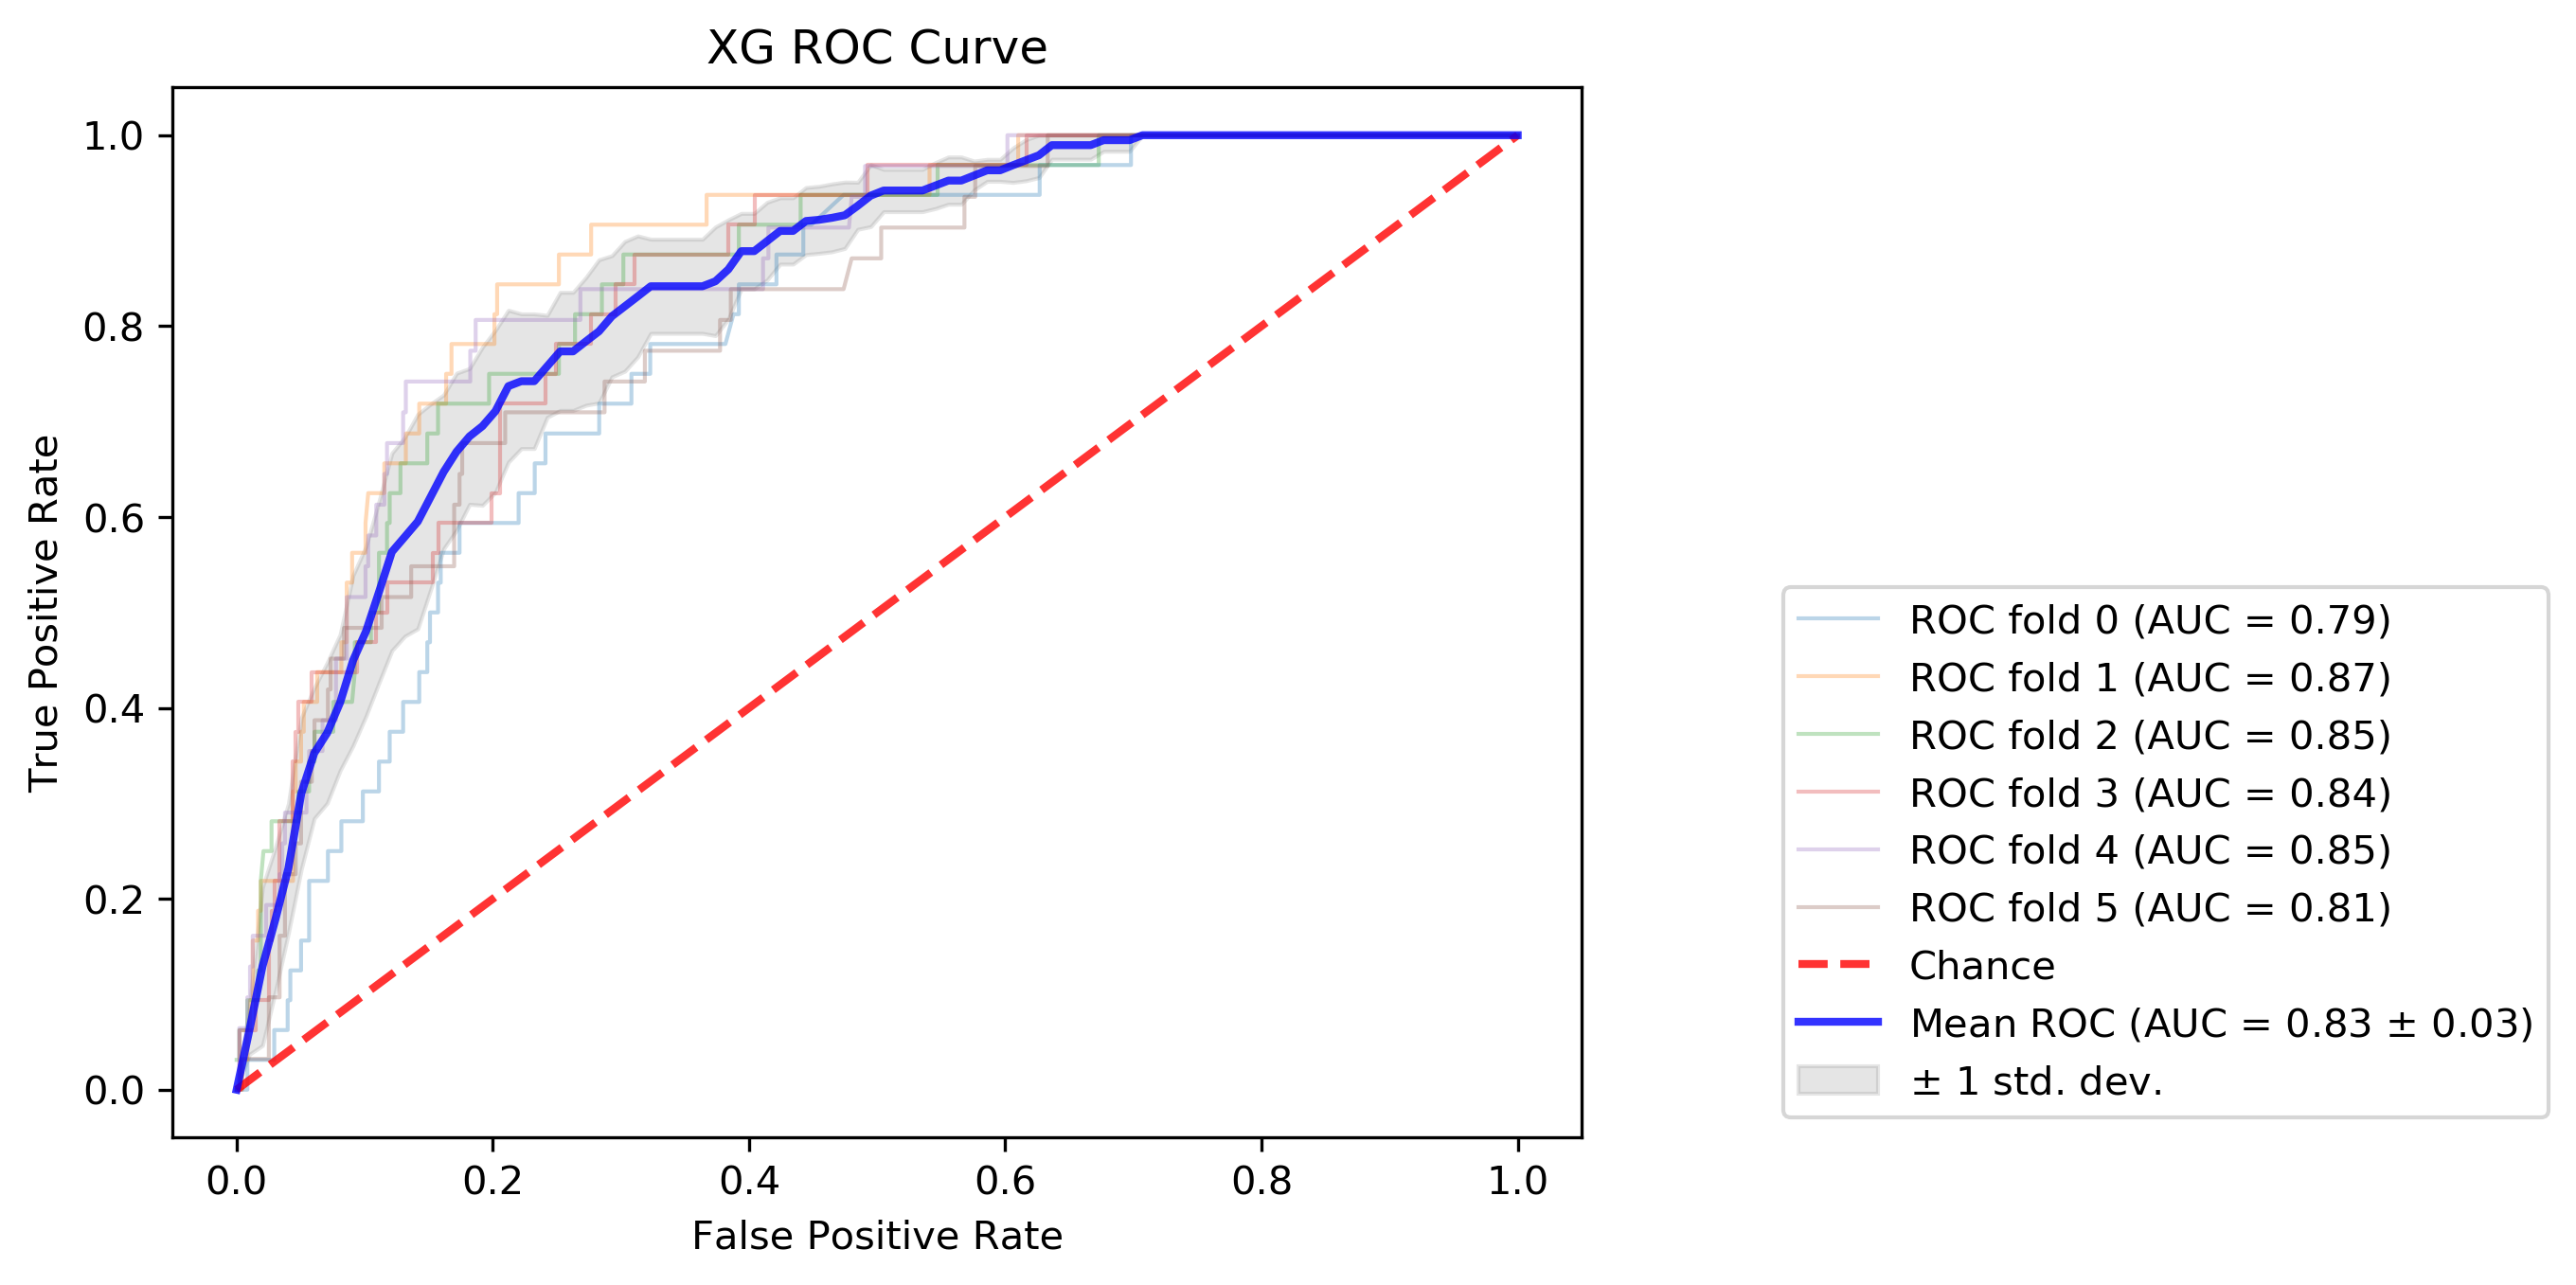 XG ROC Curve
True Positive Rate
1.0
0.8
0.6
0.4
0.2
0.0
0.0 0.2 0.4 0.6 0.8 1.0
False Positive Rate
ROC fold 0 (AUC = 0.79)
ROC fold 1 (AUC = 0.87)
ROC fold 2 (AUC = 0.85)
ROC fold 3 (AUC = 0.84)
ROC fold 4 (AUC = 0.85)
ROC fold 5 (AUC = 0.81)
Chance
Mean ROC (AUC = 0.83 ± 0.03)
± 1 std. dev.